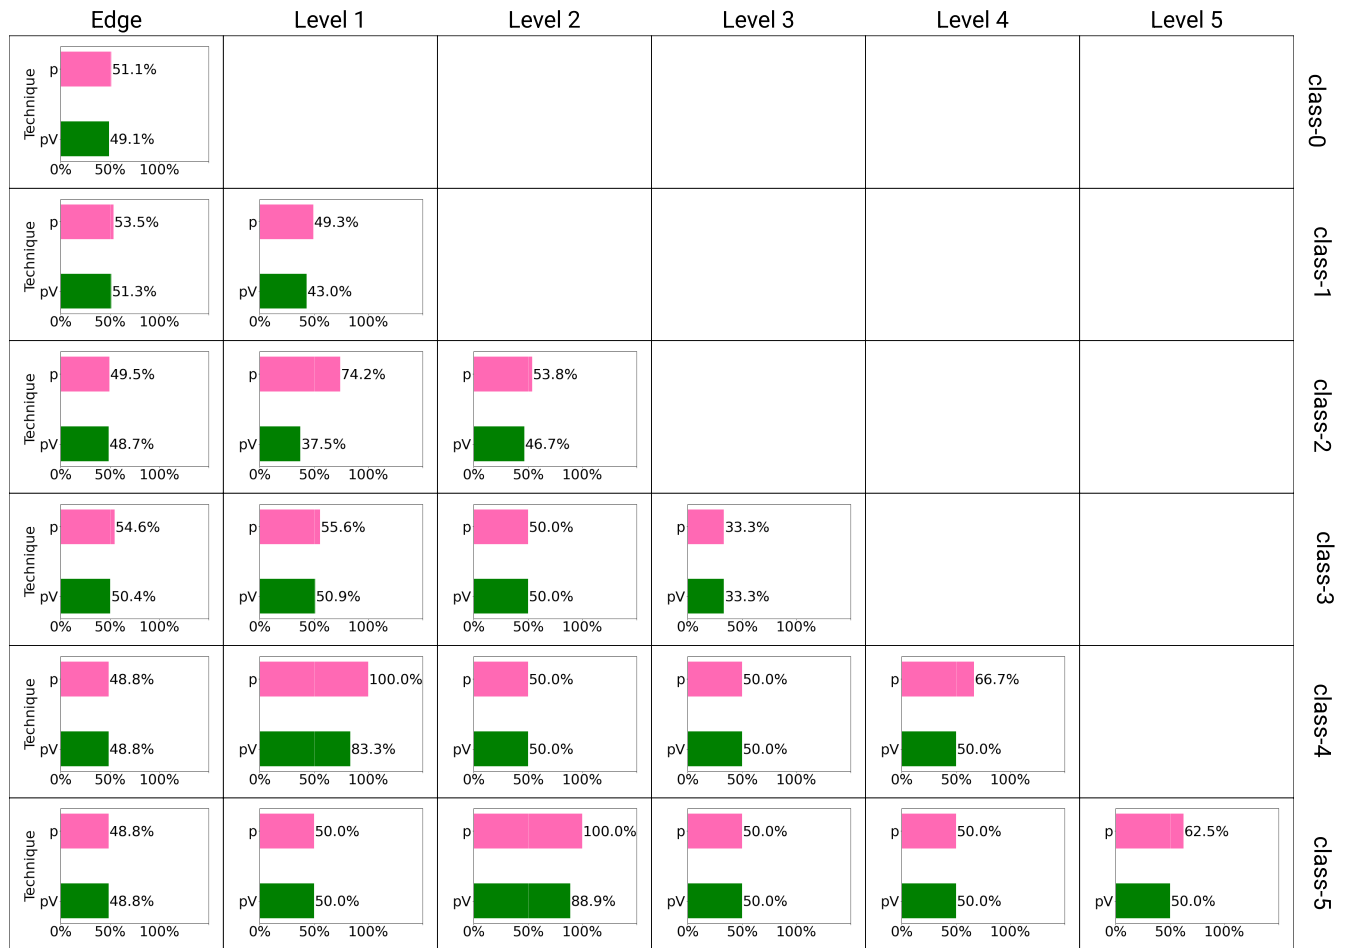 Edge Level 1 Level 2 Level 3 Level 4 Level 5
Technique p 51.1%
pV 49.1%
0% 50% 100%
class-0
Technique p 53.5% p 49.3%
pV 51.3% pV 43.0%
0% 50% 100% 0% 50% 100%
class-1
Technique p 49.5% p 74.2% p 53.8%
pV 48.7% pV 37.5% pV 46.7%
0% 50% 100% 0% 50% 100% 0% 50% 100%
class-2
Technique p 54.6% p 55.6% p 50.0% p 33.3%
pV 50.4% pV 50.9% pV 50.0% pV 33.3%
0% 50% 100% 0% 50% 100% 0% 50% 100% 0% 50% 100%
class-3
Technique p 48.8% p 100.0% p 50.0% p 50.0% p 66.7%
pV 48.8% pV 83.3% pV 50.0% pV 50.0% pV 50.0%
0% 50% 100% 0% 50% 100% 0% 50% 100% 0% 50% 100% 0% 50% 100%
class-4
Technique p 48.8% p 50.0% p 100.0% p 50.0% p 50.0% p 62.5%
pV 48.8% pV 50.0% pV 88.9% pV 50.0% pV 50.0% pV 50.0%
0% 50% 100% 0% 50% 100% 0% 50% 100% 0% 50% 100% 0% 50% 100% 0% 50% 100%
class-5